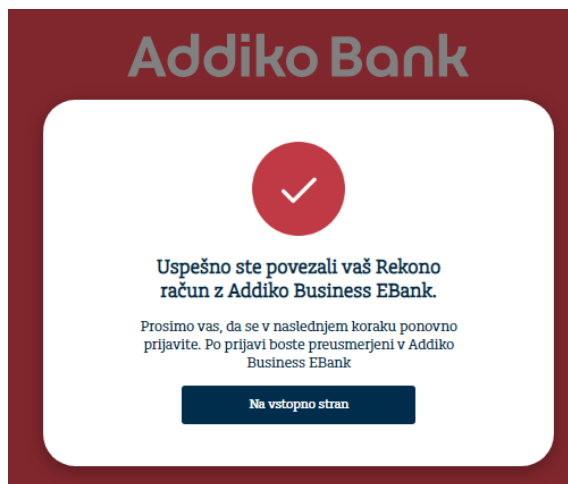 Addiko Bank
Uspešno ste povezali vaš Rekono
račun z Addiko Business EBank.
Prosimo vas, da se v naslednjem koraku ponovno
prijavite. Po prijavi boste preusmerjeni v Addiko
Business EBank
Na vstopno stran